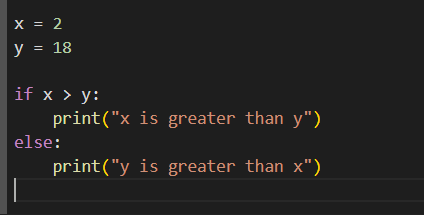 x = 2
y = 18
if x > y:
    print("x is greater than y")
else:
    print("y is greater than x")